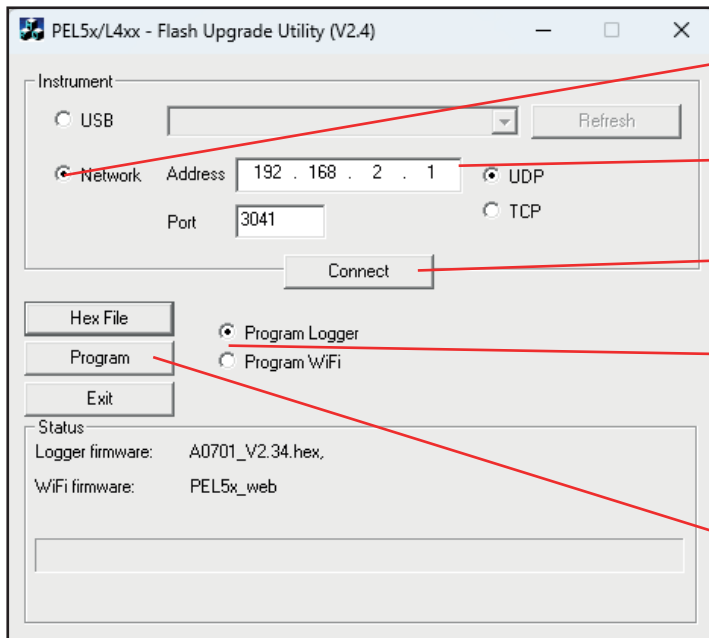 PEL5x/L4xx - Flash Upgrade Utility (V2.4)
Instrument
USB
Refresh
Network Address 192 . 168 . 2 . 1 UDP
Port 3041 TCP
Connect
Hex File
Program Logger
Program
Program WiFi
Exit
Status
Logger firmware: A0701_V2.34.hex,
WiFi firmware: PEL5x_web